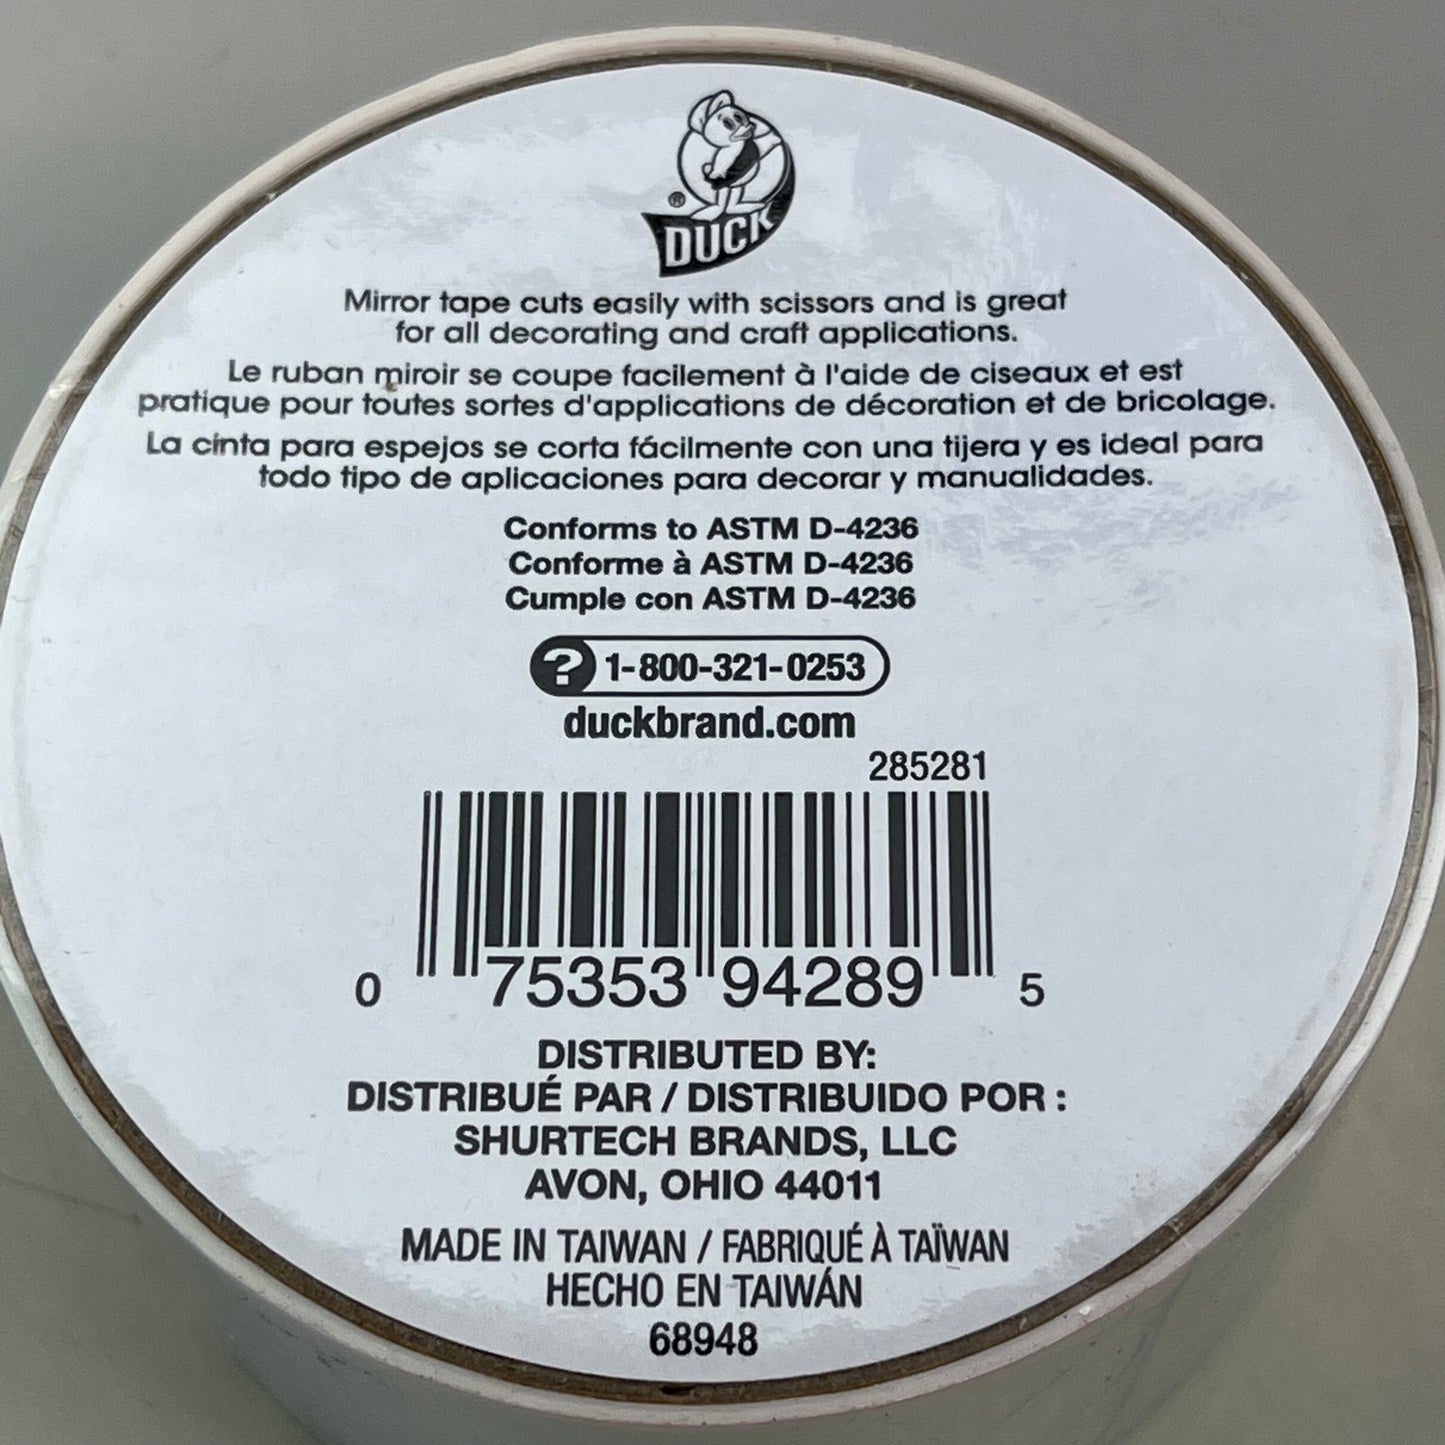 ®
DUCK
Mirror tape cuts easily with scissors and is great
for all decorating and craft applications.
Le ruban miroir se coupe facilement à l'aide de ciseaux et est
pratique pour toutes sortes d'applications de décoration et de bricolage.
La cinta para espejos se corta fácilmente con una tijera y es ideal para
todo tipo de aplicaciones para decorar y manualidades.
Conforms to ASTM D-4236
Conforme à ASTM D-4236
Cumple con ASTM D-4236
? 1-800-321-0253
duckbrand.com
285281
0 75353 94289 5
DISTRIBUTED BY:
DISTRIBUÉ PAR / DISTRIBUIDO POR :
SHURTECH BRANDS, LLC
AVON, OHIO 44011
MADE IN TAIWAN / FABRIQUÉ À TAÏWAN
HECHO EN TAIWÁN
68948